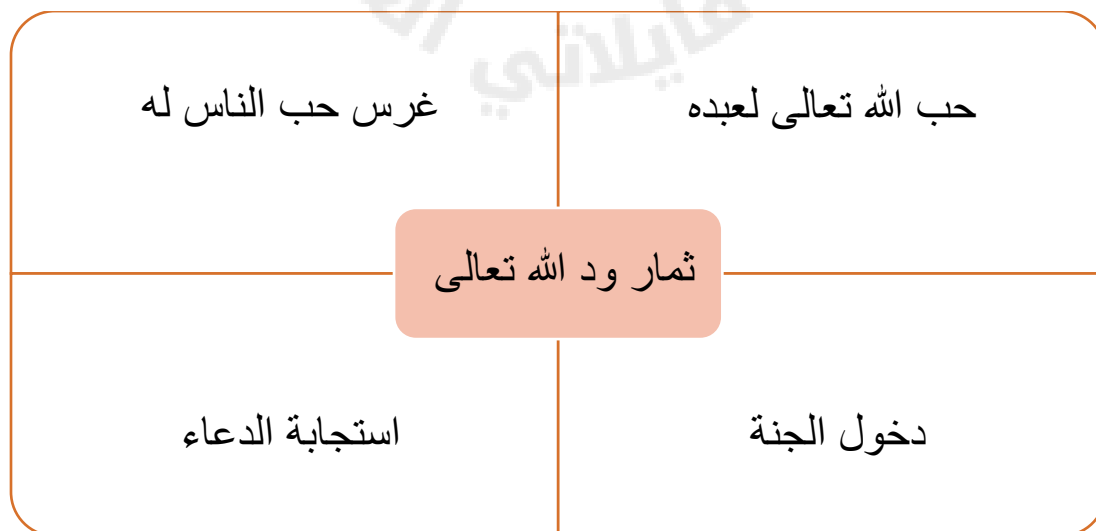 حب الله تعالى لعبده
غرس حب الناس له
ثمار ود الله تعالى
دخول الجنة
استجابة الدعاء